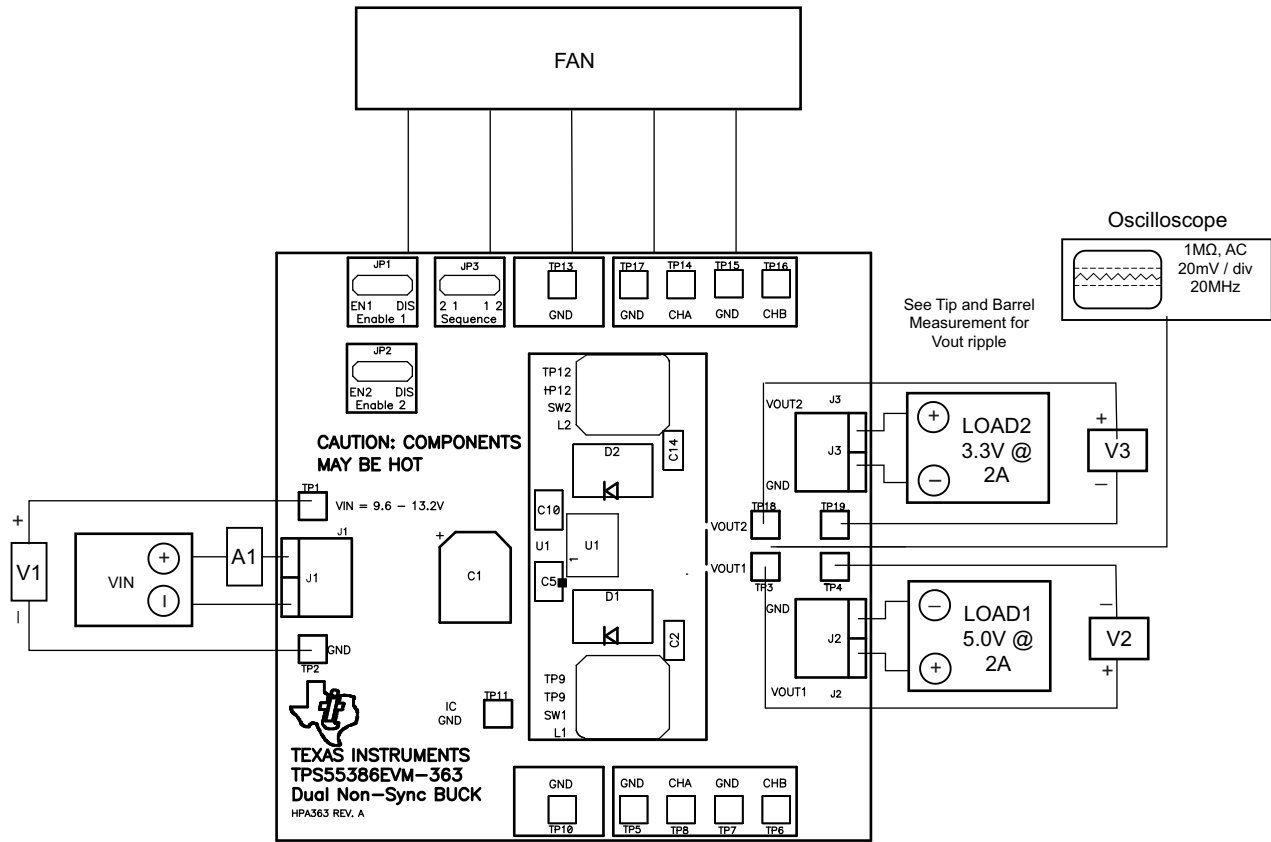 FAN
Oscilloscope
1MΩ, AC
20mV / div
20MHz
See Tip and Barrel
Measurement for
Vout ripple
JP1
EN1 DIS
Enable 1
JP3
2 1 1 2
Sequence
TP13
GND
TP17 TP14 TP15 TP16
GND CHA GND CHB
JP2
EN2 DIS
Enable 2
TP12
TP12
SW2
L2
C14
D2
CAUTION: COMPONENTS
MAY BE HOT
TP1
VIN = 9.6 – 13.2V
+
V1
–
VIN
+
–
A1
J1
J1
TP2
GND
+
C1
C10
U1
U1
1
C5
D1
C2
TP9
TP9
SW1
L1
IC
GND
TP11
VOUT2
J3
J3
GND
+
–
LOAD2
3.3V @
2A
+
V3
–
VOUT2
TP18
TP19
VOUT1
TP3
TP4
GND
J2
VOUT1
J2
–
+
LOAD1
5.0V @
2A
–
V2
+
TEXAS INSTRUMENTS
TPS55386EVM–363
Dual Non–Sync BUCK
HPA363 REV. A
GND
TP10
GND CHA GND CHB
TP5 TP8 TP7 TP6